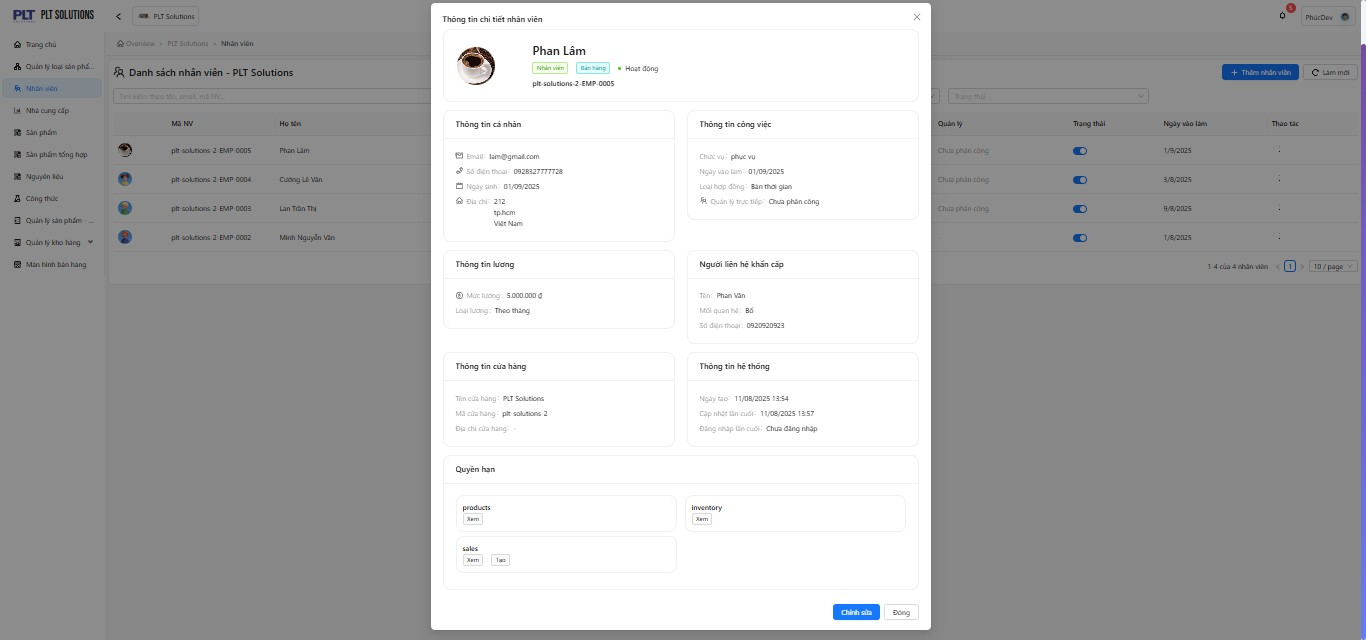 PLT PLT SOLUTIONS
PLT Solutions
5
PhúcDev
Trang chủ
Quản lý loại sản phẩ...
Nhân viên
Nhà cung cấp
Sản phẩm
Sản phẩm tổng hợp
Nguyên liệu
Công thức
Quản lý sản phẩm - ...
Quản lý kho hàng
Màn hình bán hàng
Overview > PLT Solutions > Nhân viên
Danh sách nhân viên - PLT Solutions
+ Thêm nhân viên
Làm mới
Tìm kiếm theo tên, email, mã NV...
Trạng thái
Mã NV
Họ tên
Quản lý
Trạng thái
Ngày vào làm
Thao tác
plt-solutions-2-EMP-0005
Phan Lâm
Chưa phân công
1/9/2025
plt-solutions-2-EMP-0004
Cường Lê Văn
Chưa phân công
3/8/2025
plt-solutions-2-EMP-0003
Lan Trần Thị
Chưa phân công
9/8/2025
plt-solutions-2-EMP-0002
Minh Nguyễn Văn
1/8/2025
1-4 của 4 nhân viên
1
10 / page
Thông tin chi tiết nhân viên
Phan Lâm
Nhân viên
Bán hàng
Hoạt động
plt-solutions-2-EMP-0005
Thông tin cá nhân
Email: lam@gmail.com
Số điện thoại: 0928327777728
Ngày sinh: 01/09/2025
Địa chỉ: 212
tp.hcm
Việt Nam
Thông tin công việc
Chức vụ: phục vụ
Ngày vào làm: 01/09/2025
Loại hợp đồng: Bán thời gian
Quản lý trực tiếp: Chưa phân công
Thông tin lương
Mức lương: 5.000.000 ₫
Loại lương: Theo tháng
Người liên hệ khẩn cấp
Tên: Phan Văn
Mối quan hệ: Bố
Số điện thoại: 0920920923
Thông tin cửa hàng
Tên cửa hàng: PLT Solutions
Mã cửa hàng: plt-solutions-2
Địa chỉ cửa hàng: -
Thông tin hệ thống
Ngày tạo: 11/08/2025 13:54
Cập nhật lần cuối: 11/08/2025 13:57
Đăng nhập lần cuối: Chưa đăng nhập
Quyền hạn
products
Xem
inventory
Xem
sales
Xem
Tạo
Chỉnh sửa
Đóng